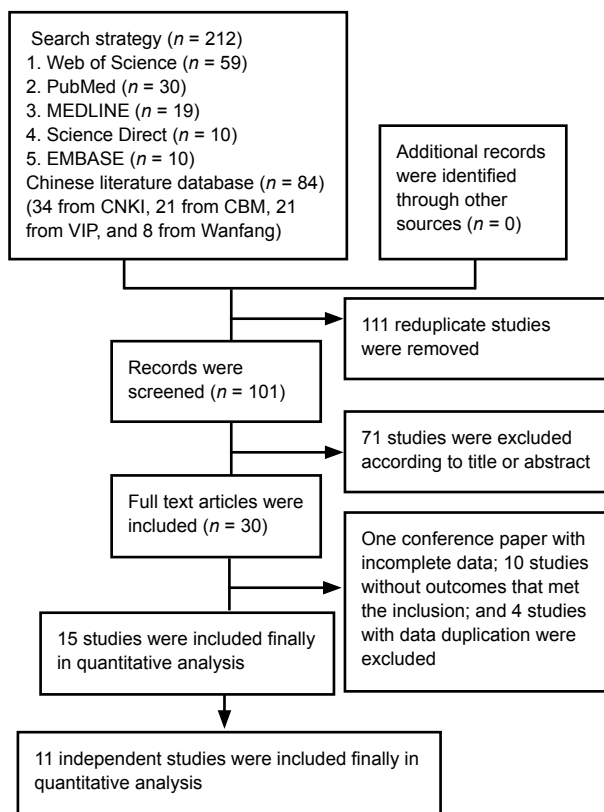 Search strategy (n = 212)
1. Web of Science (n = 59)
2. PubMed (n = 30)
3. MEDLINE (n = 19)
4. Science Direct (n = 10)
5. EMBASE (n = 10)
Chinese literature database (n = 84)
(34 from CNKI, 21 from CBM, 21
from VIP, and 8 from Wanfang)
Additional records
were identified
through other
sources (n = 0)
111 reduplicate studies
were removed
Records were
screened (n = 101)
71 studies were excluded
according to title or abstract
Full text articles were
included (n = 30)
One conference paper with
incomplete data; 10 studies
without outcomes that met
the inclusion; and 4 studies
with data duplication were
excluded
15 studies were included finally
in quantitative analysis
11 independent studies were included finally in
quantitative analysis